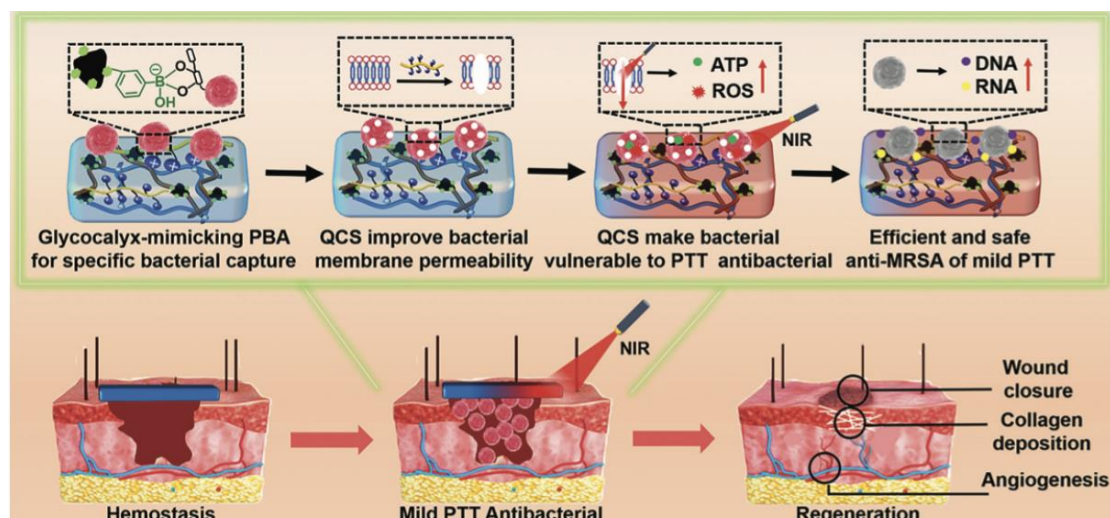 B
OH
O
O
ATP
ROS
DNA
RNA
NIR
Glycocalyx-mimicking PBA
for specific bacterial capture
QCS improve bacterial
membrane permeability
QCS make bacterial
vulnerable to PTT antibacterial
Efficient and safe
anti-MRSA of mild PTT
NIR
Wound
closure
Collagen
deposition
Angiogenesis
Hemostasis
Mild PTT Antibacterial
Regeneration